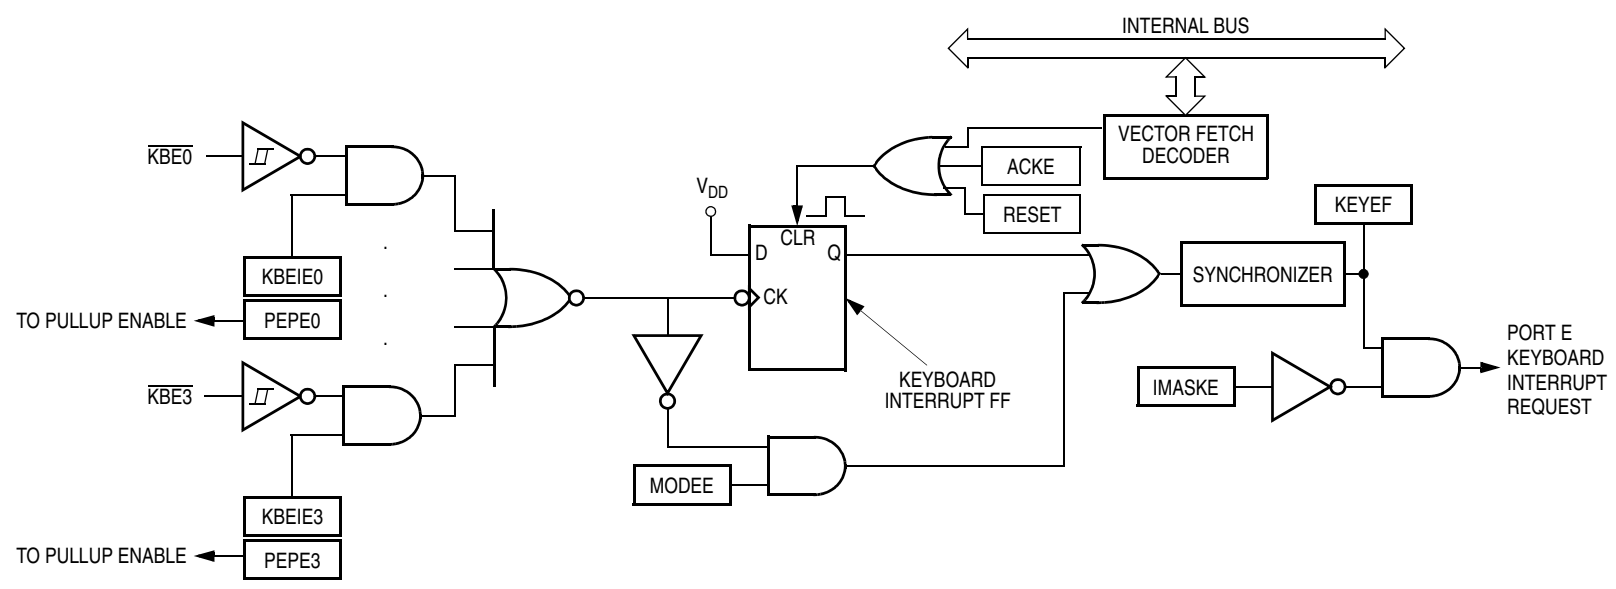 INTERNAL BUS
VECTOR FETCH
DECODER
KBE0
ACKE
VDD
RESET
KEYEF
CLR
D
Q
CK
SYNCHRONIZER
KBEIE0
PEPE0
TO PULLUP ENABLE
KEYBOARD
INTERRUPT FF
PORT E
KEYBOARD
INTERRUPT
REQUEST
IMASKE
KBE3
MODEE
KBEIE3
PEPE3
TO PULLUP ENABLE